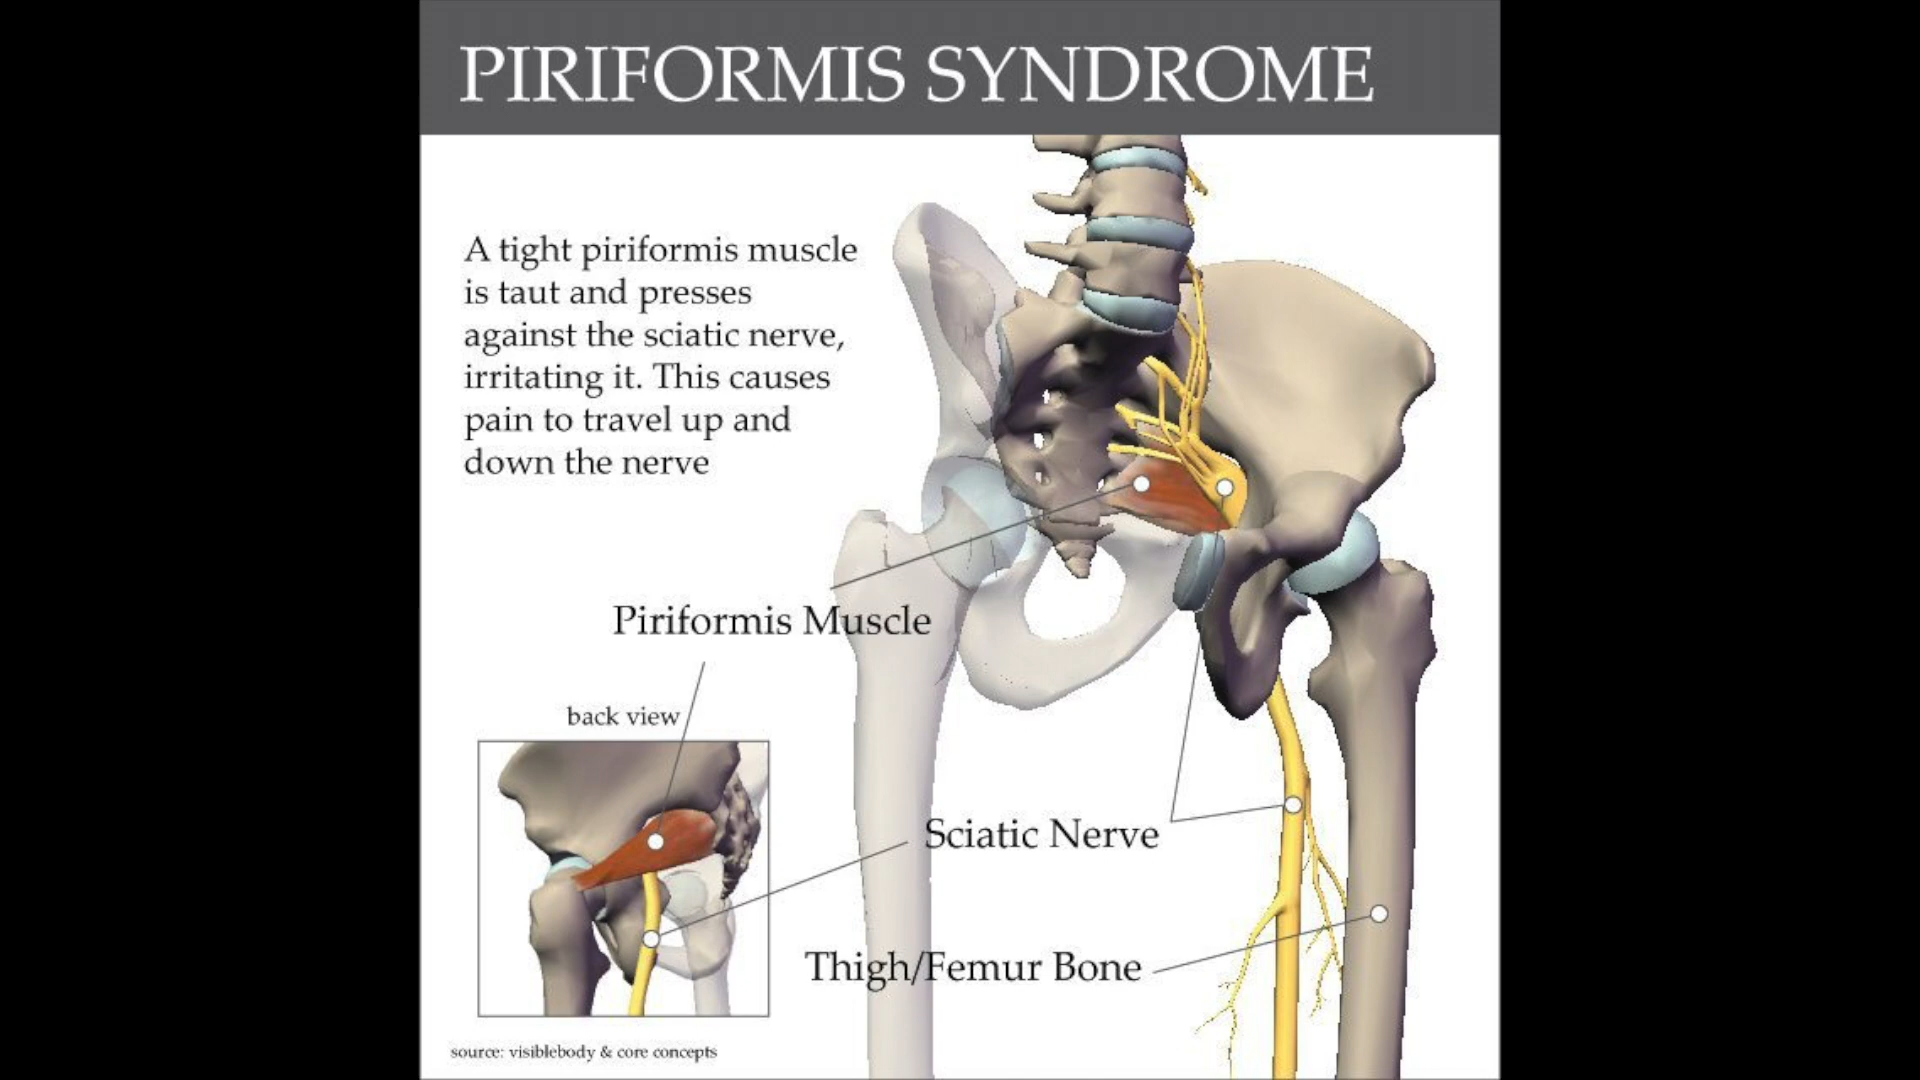 PIRIFORMIS SYNDROME
A tight piriformis muscle
is taut and presses
against the sciatic nerve,
irritating it. This causes
pain to travel up and
down the nerve
Piriformis Muscle
back view
Sciatic Nerve
Thigh/Femur Bone
source: visiblebody & core concepts